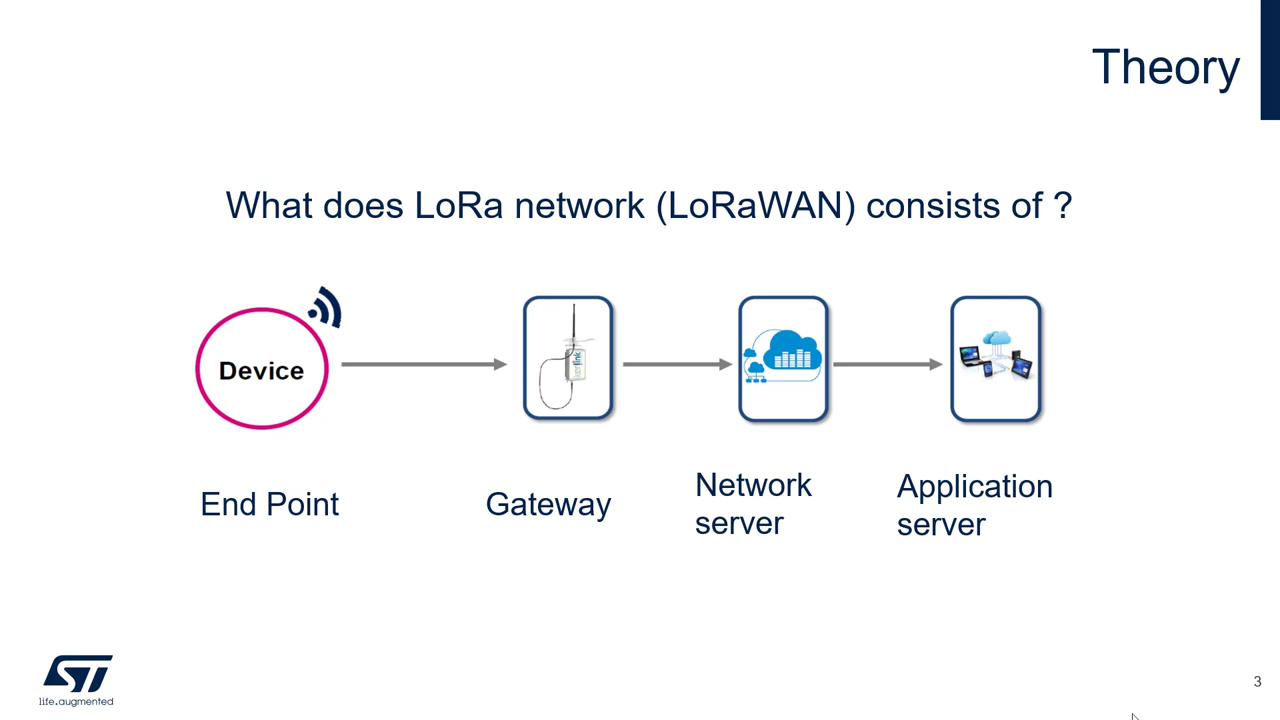 Theory
What does LoRa network (LoRaWAN) consists of ?
Device
End Point
Gateway
Network
server
Application
server
ST
life.augmented
3